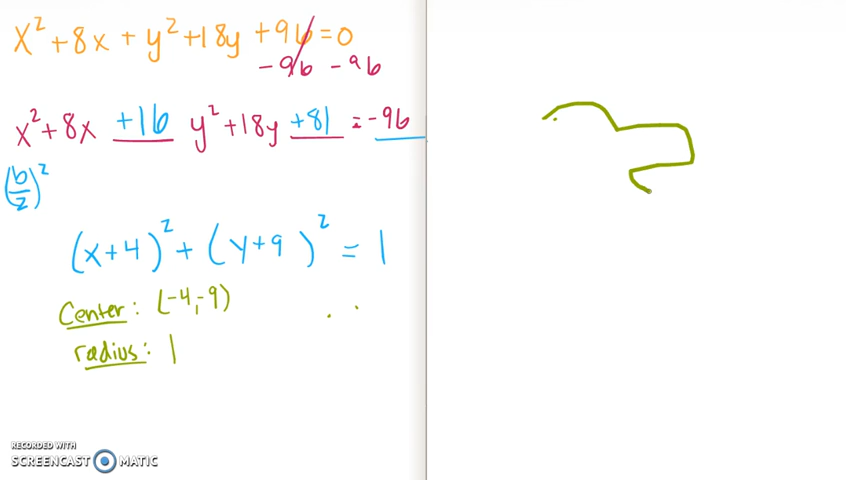 x² + 8x + y² + 18y + 96 = 0
- 96 - 96
x² + 8x +16 y² + 18y +81 = -96
(b/2)²
(x+4)² + (y+9)² = 1
Center: (-4,-9)
radius: 1
RECORDED WITH
SCREENCAST MATIC